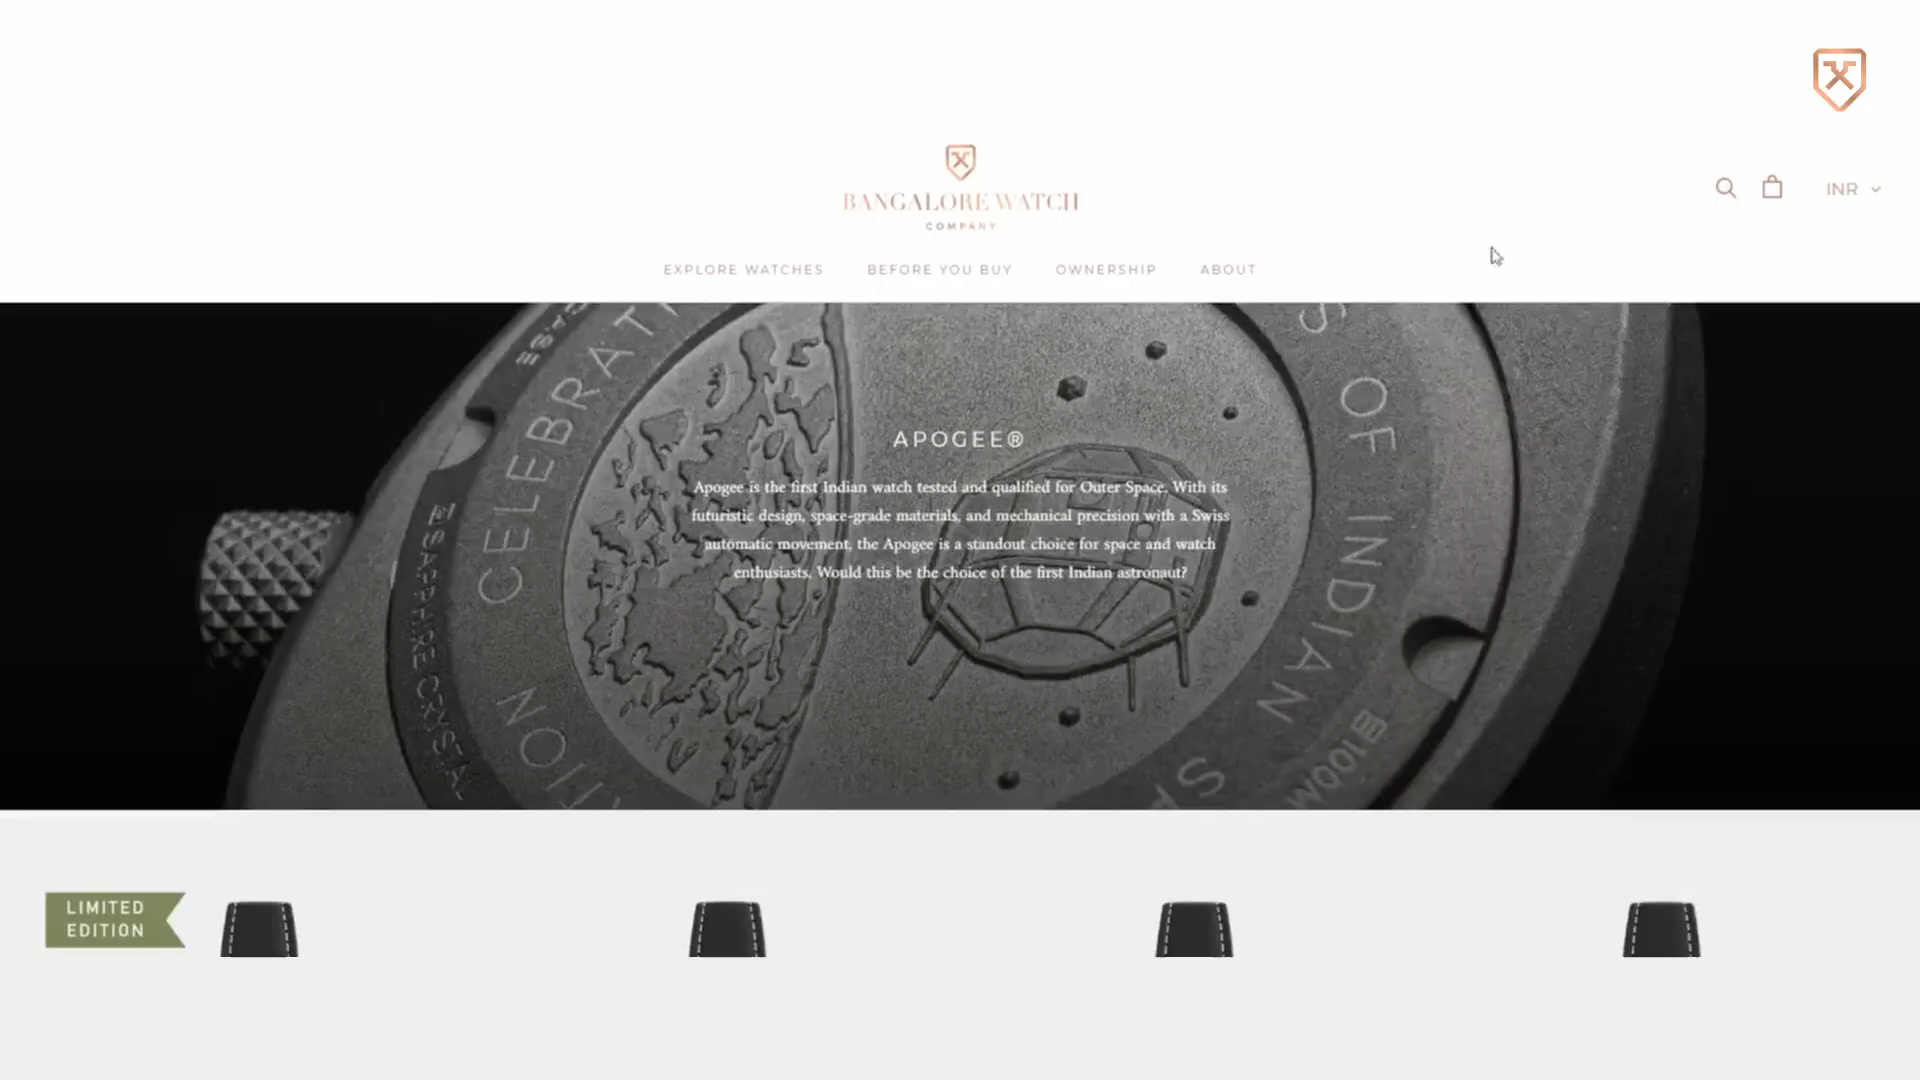 BANGALORE WATCH
COMPANY
INR
EXPLORE WATCHES
BEFORE YOU BUY
OWNERSHIP
ABOUT
CELEBRATI
TION
S OF INDIAN
SAPPHIRE CRYSTAL
100M
APOGEE®
Apogee is the first Indian watch tested and qualified for Outer Space. With its
futuristic design, space-grade materials, and mechanical precision with a Swiss
automatic movement, the Apogee is a standout choice for space and watch
enthusiasts. Would this be the choice of the first Indian astronaut?
LIMITED
EDITION